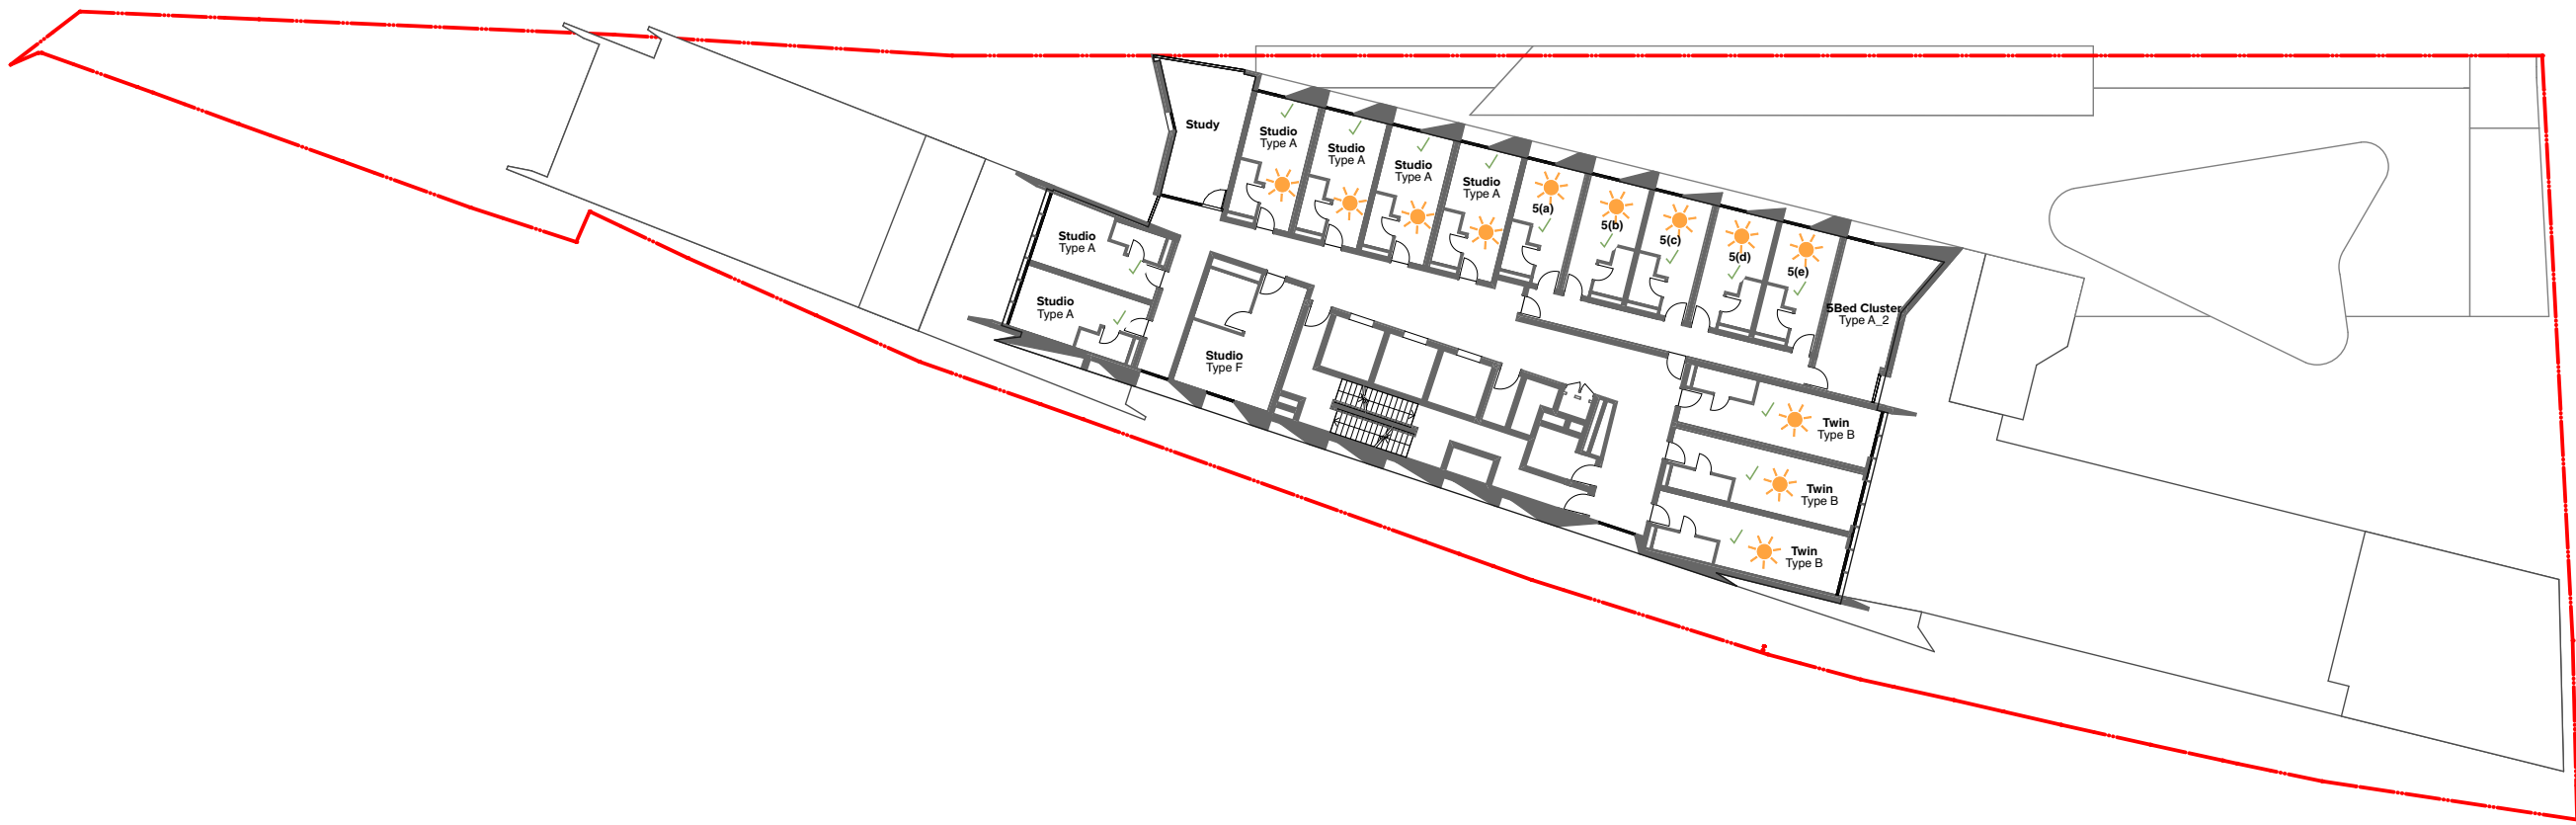 Study
Studio
Type A
Studio
Type A
Studio
Type A
Studio
Type A
5(a)
5(b)
5(c)
5(d)
5(e)
5Bed Cluster
Type A_2
Studio
Type A
Studio
Type A
Studio
Type F
Twin
Type B
Twin
Type B
Twin
Type B